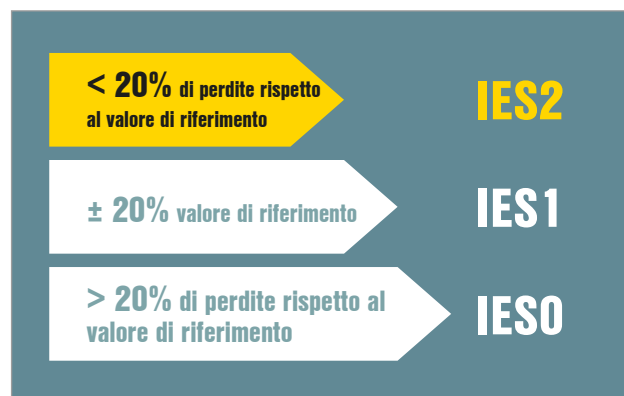 < 20% di perdite rispetto
al valore di riferimento
IES2
± 20% valore di riferimento
IES1
> 20% di perdite rispetto al
valore di riferimento
IES0